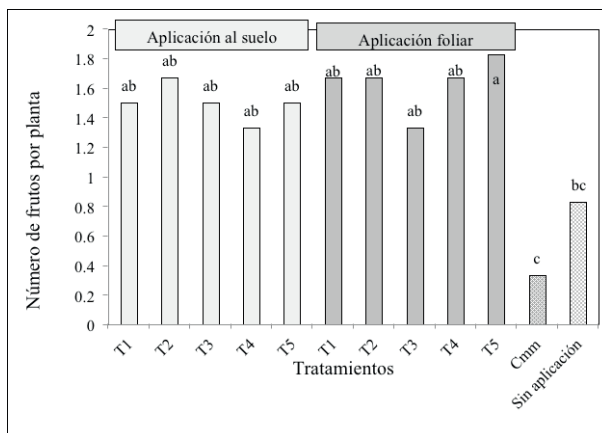 Aplicación al suelo
Aplicación foliar
Número de frutos por planta
2
1.8
1.6
1.4
1.2
1
0.8
0.6
0.4
0.2
0
ab
ab
ab
ab
ab
ab
ab
ab
ab
a
c
bc
T1
T2
T3
T4
T5
T1
T2
T3
T4
T5
Cmm
Sin aplicación
Tratamientos